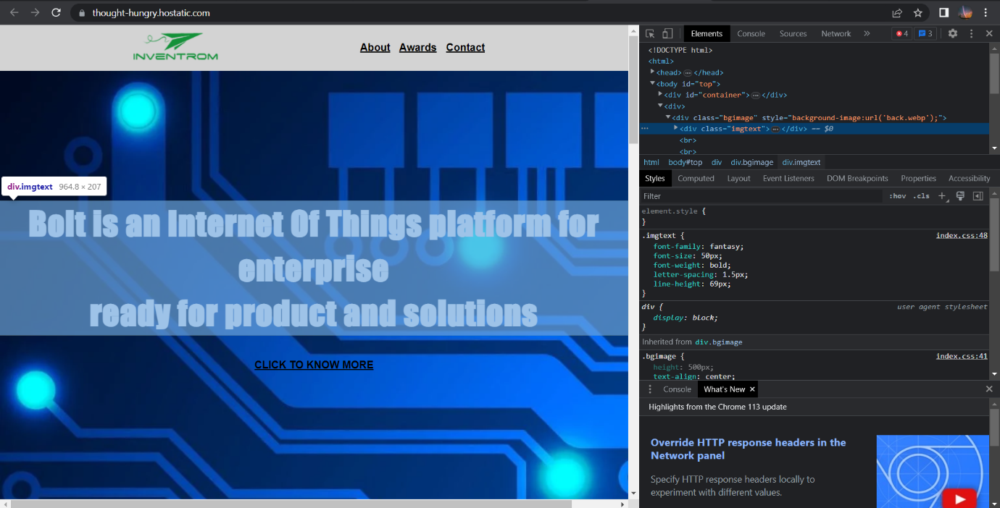 thought-hungry.hostatic.com
INVENTROM
About Awards Contact
div.imgtext 964.8 × 207
Bolt is an Internet Of Things platform for
enterprise
ready for product and solutions
CLICK TO KNOW MORE
Elements Console Sources Network » 4 3
<!DOCTYPE html>
<html>
<head> … </head>
<body id="top">
<div id="container"> … </div>
<div>
<div class="bgimage" style="background-image:url('back.webp');">
… <div class="imgtext"> … </div> == $0
<br>
<br>
html body#top div div.bgimage div.imgtext
Styles Computed Layout Event Listeners DOM Breakpoints Properties Accessibility
Filter :hov .cls +
element.style {
}
.imgtext { index.css:48
font-family: fantasy;
font-size: 50px;
font-weight: bold;
letter-spacing: 1.5px;
line-height: 69px;
}
div { user agent stylesheet
display: block;
}
Inherited from div.bgimage
.bgimage { index.css:41
height: 500px;
text-align: center;
Console What's New
Highlights from the Chrome 113 update
Override HTTP response headers in the
Network panel
Specify HTTP response headers locally to
experiment with different values.